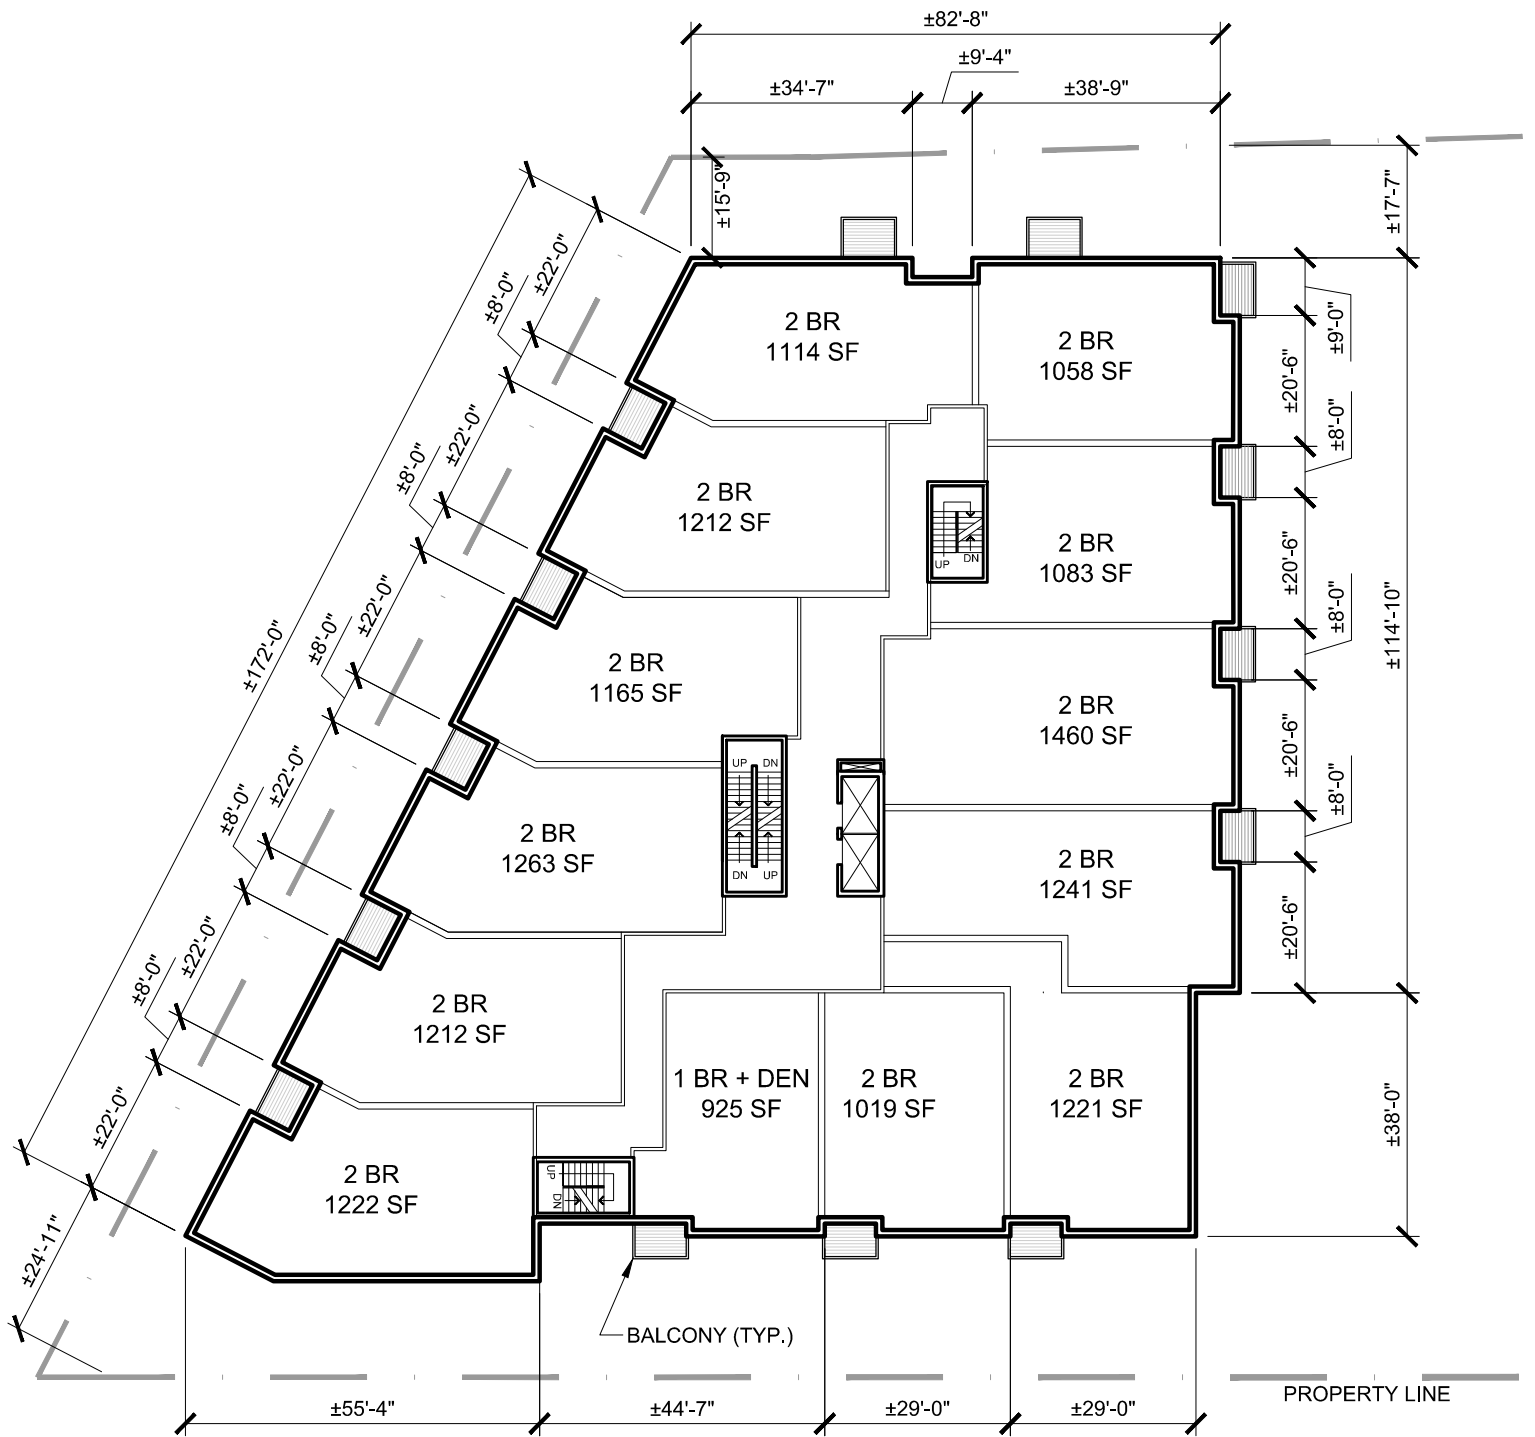 ±82'-8"
±9'-4"
±34'-7"
±38'-9"
±15'-9"
±17'-7"
±22'-0"
±8'-0"
±9'-0"
2 BR
1114 SF
2 BR
1058 SF
±20'-6"
±8'-0"
±22'-0"
±8'-0"
2 BR
1212 SF
2 BR
1083 SF
UP
DN
±20'-6"
±8'-0"
±114'-10"
±172'-0"
±22'-0"
±8'-0"
2 BR
1165 SF
2 BR
1460 SF
±20'-6"
±8'-0"
±22'-0"
±8'-0"
UP
DN
DN
UP
2 BR
1263 SF
2 BR
1241 SF
±20'-6"
±22'-0"
±8'-0"
2 BR
1212 SF
1 BR + DEN
925 SF
2 BR
1019 SF
2 BR
1221 SF
±38'-0"
±22'-0"
2 BR
1222 SF
UP
DN
±24'-11"
BALCONY (TYP.)
PROPERTY LINE
±55'-4"
±44'-7"
±29'-0"
±29'-0"